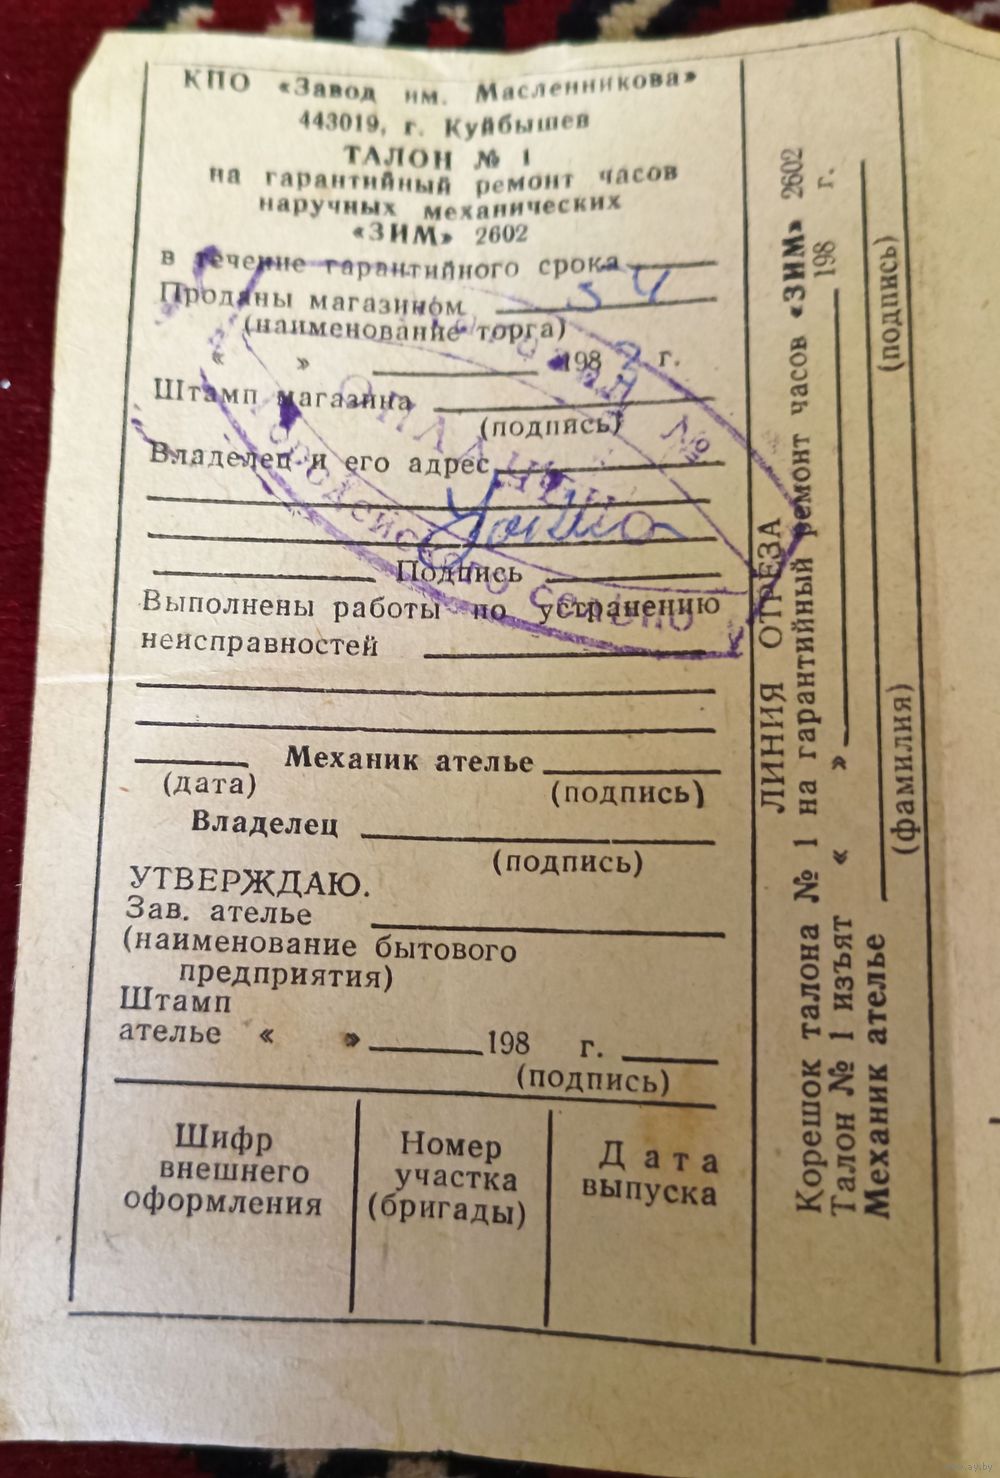 КПО «Завод им. Масленникова»
443019, г. Куйбышев
ТАЛОН № 1
на гарантийный ремонт часов
наручных механических
«ЗИМ» 2602
в течение гарантийного срока
Проданы магазином 54
(наименование торга)
« » 198 г.
Штамп магазина
(подпись)
Владелец и его адрес
Подпись
Выполнены работы по устранению
неисправностей
Механик ателье
(дата) (подпись)
Владелец
(подпись)
УТВЕРЖДАЮ.
Зав. ателье
(наименование бытового
предприятия)
Штамп
ателье « » 198 г.
(подпись)
Шифр
внешнего
оформления
Номер
участка
(бригады)
Дата
выпуска
ОПЛАЧЕНО
№
ЛИНИЯ ОТРЕЗА
Корешок талона № 1 на гарантийный ремонт часов «ЗИМ» 2602
Талон № 1 изъят « » 198 г.
Механик ателье
(фамилия) (подпись)